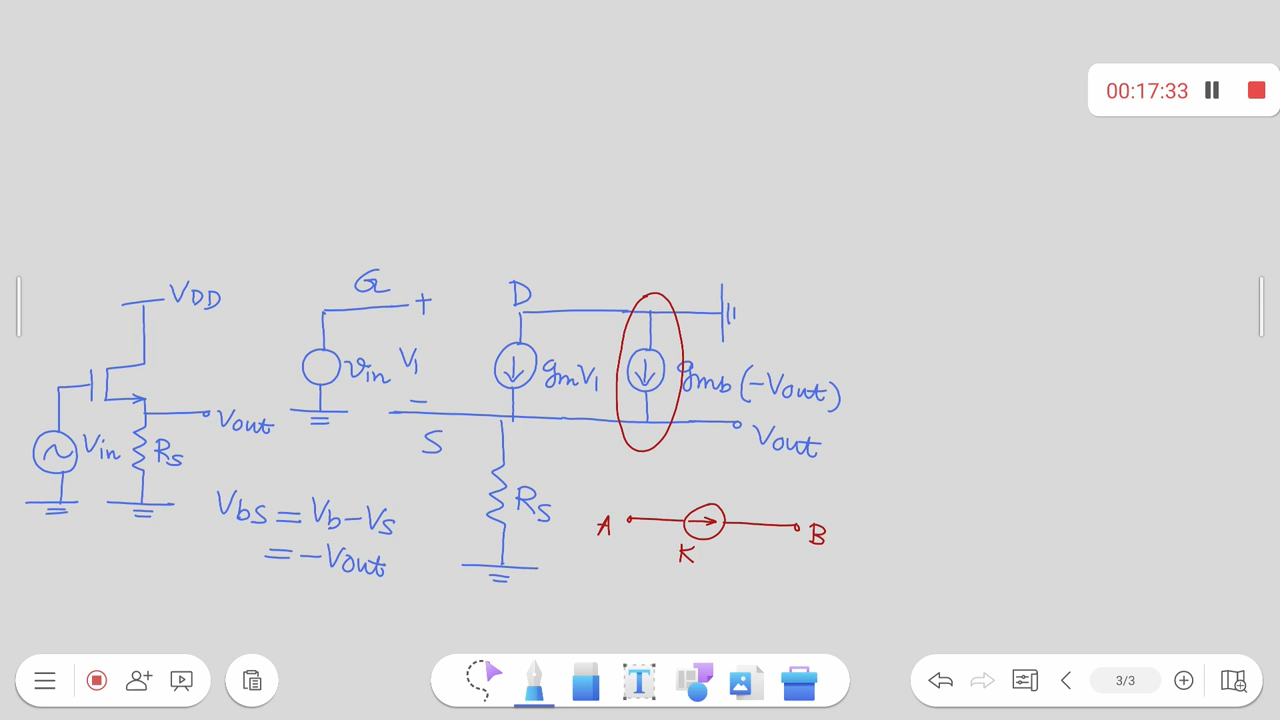 00:17:33
VDD
Vin
Vout
RS
G
+
Vin
V1
-
S
D
gmV1
gmb(-Vout)
Vout
RS
VbS = Vb-VS
= -Vout
A
K
B
T
3/3